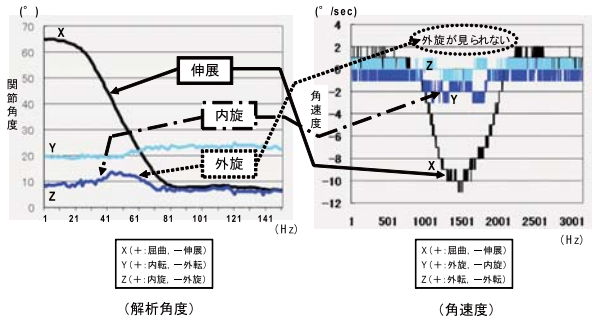 (°)
70
60
50
40
30
20
10
0
関節角度
X
Y
Z
1 21 41 61 81 101 121 141
(Hz)
伸展
内旋
外旋
X(+:屈曲, ー伸展)
Y(+:内転, ー外転)
Z(+:内旋, ー外旋)
(解析角度)
(°/sec)
4
2
0
-2
-4
-6
-8
-10
-12
角速度
外旋が見られない
Z
Y
X
1 501 1001 1501 2001 2501 3001
(Hz)
X(+:屈曲, ー伸展)
Y(+:外旋, ー内旋)
Z(+:外転, ー内転)
(角速度)